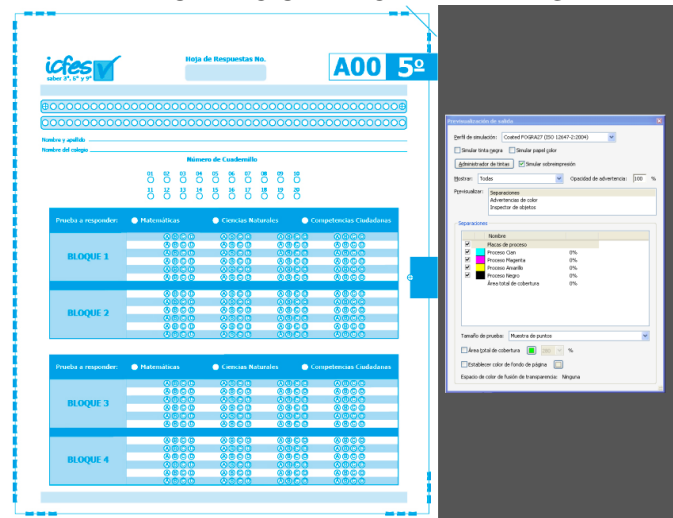 icfes
saber 3º, 5º y 9º
Hoja de Respuestas No.
A00 5º
Nombre y apellido
Nombre del colegio
Número de Cuadernillo
01 02 03 04 05 06 07 08 09 10
11 12 13 14 15 16 17 18 19 20
Prueba a responder: Matemáticas Ciencias Naturales Competencias Ciudadanas
BLOQUE 1
BLOQUE 2
Prueba a responder: Matemáticas Ciencias Naturales Competencias Ciudadanas
BLOQUE 3
BLOQUE 4
Previsualización de salida
Perfil de simulación: Coated FOGRA27 (ISO 12647-2:2004)
Simular tinta negra Simular papel color
Administrador de tintas Simular sobreimpresión
Mostrar: Todas Opacidad de advertencia: 100 %
Previsualizar: Separaciones
Advertencias de color
Inspector de objetos
Separaciones
Nombre
Placas de proceso
Proceso Cian 0%
Proceso Magenta 0%
Proceso Amarillo 0%
Proceso Negro 0%
Área total de cobertura 0%
Tamaño de prueba: Muestra de puntos
Área total de cobertura %
Establecer color de fondo de página
Espacio de color de fusión de transparencia: Ninguna